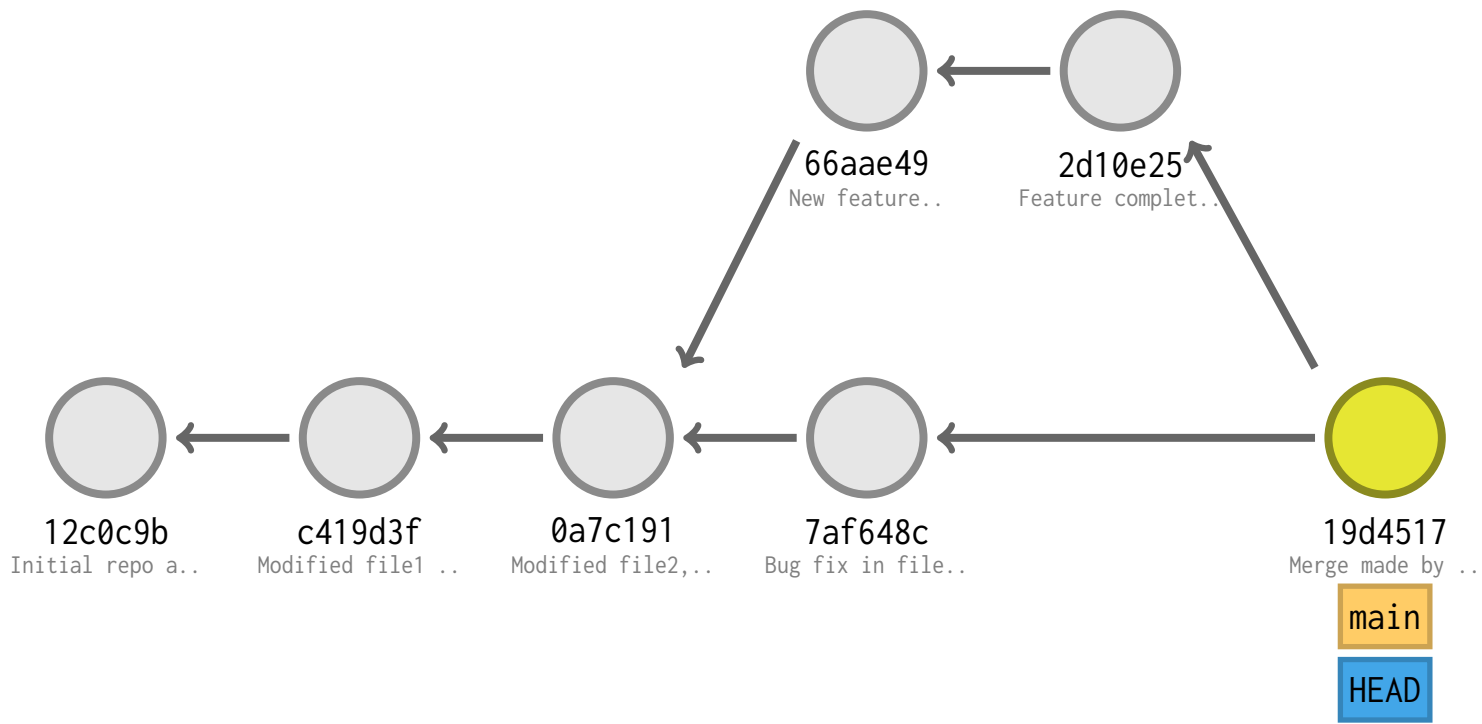 66aae49
New feature..
2d10e25
Feature complet..
12c0c9b
Initial repo a..
c419d3f
Modified file1 ..
0a7c191
Modified file2,..
7af648c
Bug fix in file..
19d4517
Merge made by ..
main
HEAD